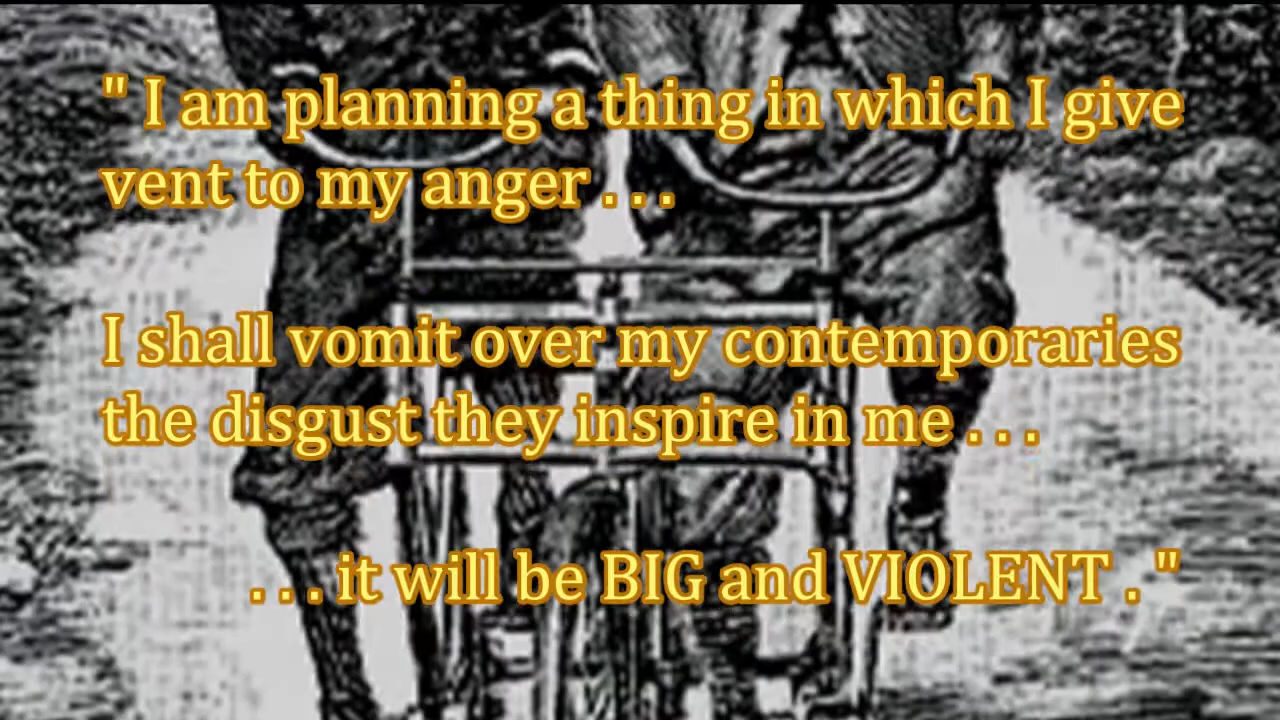 " I am planning a thing in which I give
vent to my anger . . .
I shall vomit over my contemporaries
the disgust they inspire in me . . .
. . . it will be BIG and VIOLENT . "